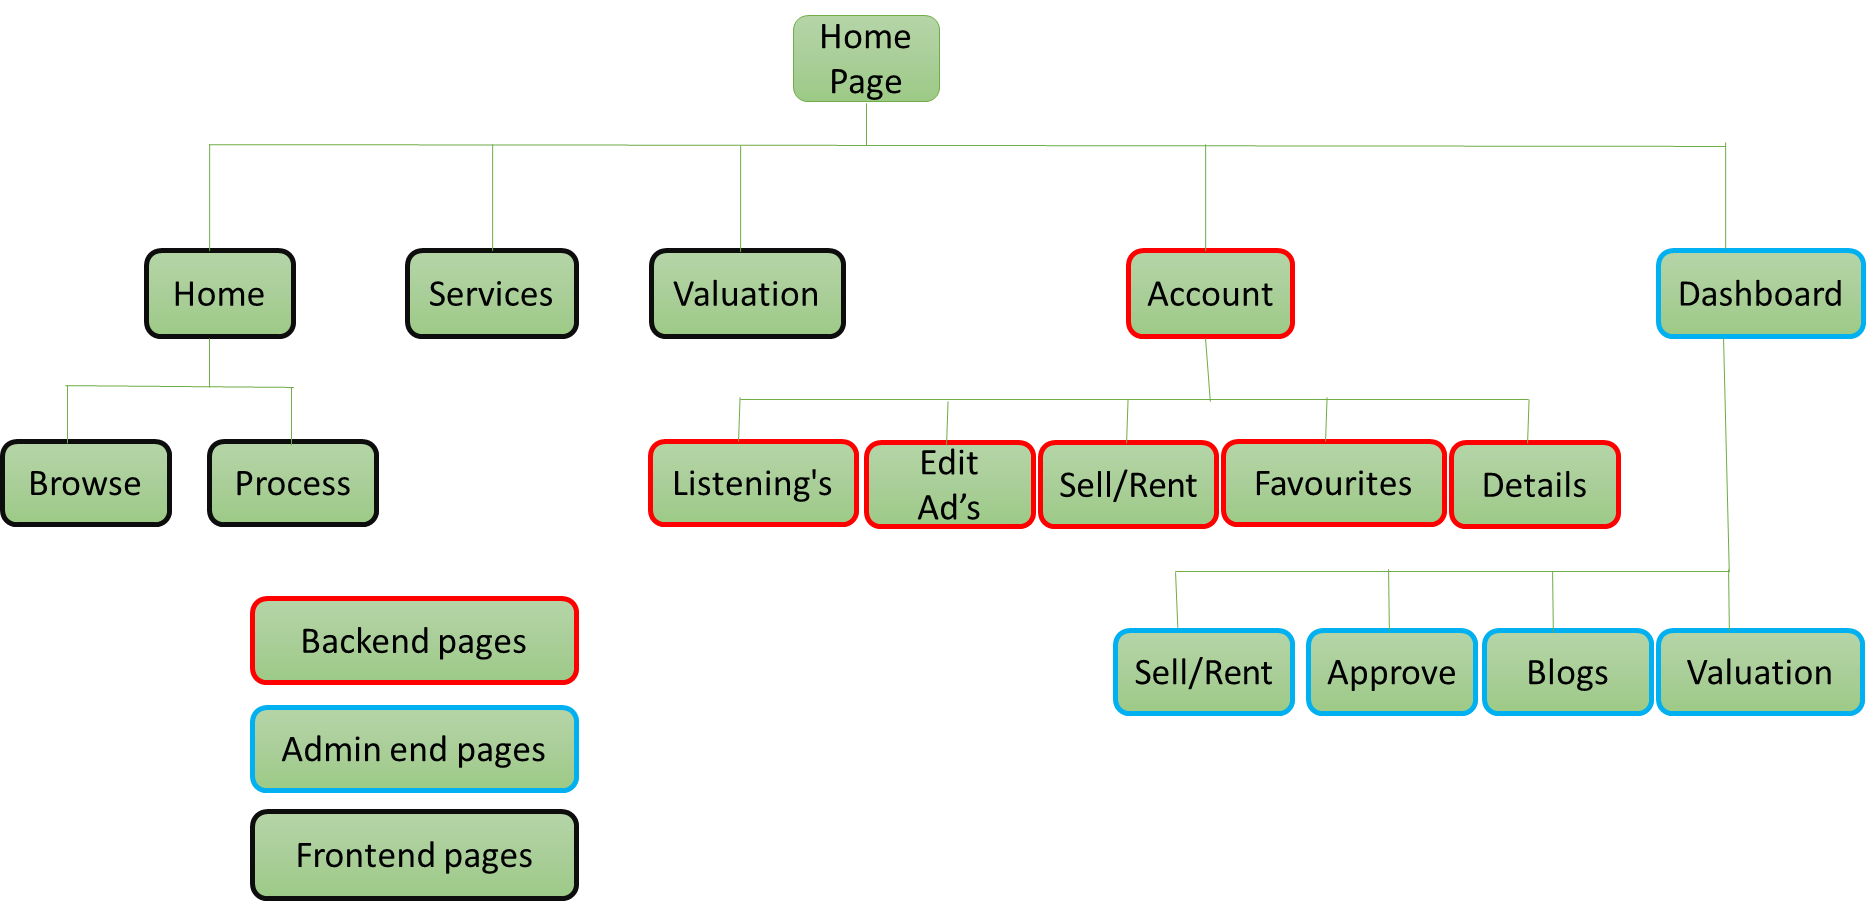 Home
Page
Home
Services
Valuation
Account
Dashboard
Browse
Process
Listening's
Edit
Ad’s
Sell/Rent
Favourites
Details
Backend pages
Sell/Rent
Approve
Blogs
Valuation
Admin end pages
Frontend pages